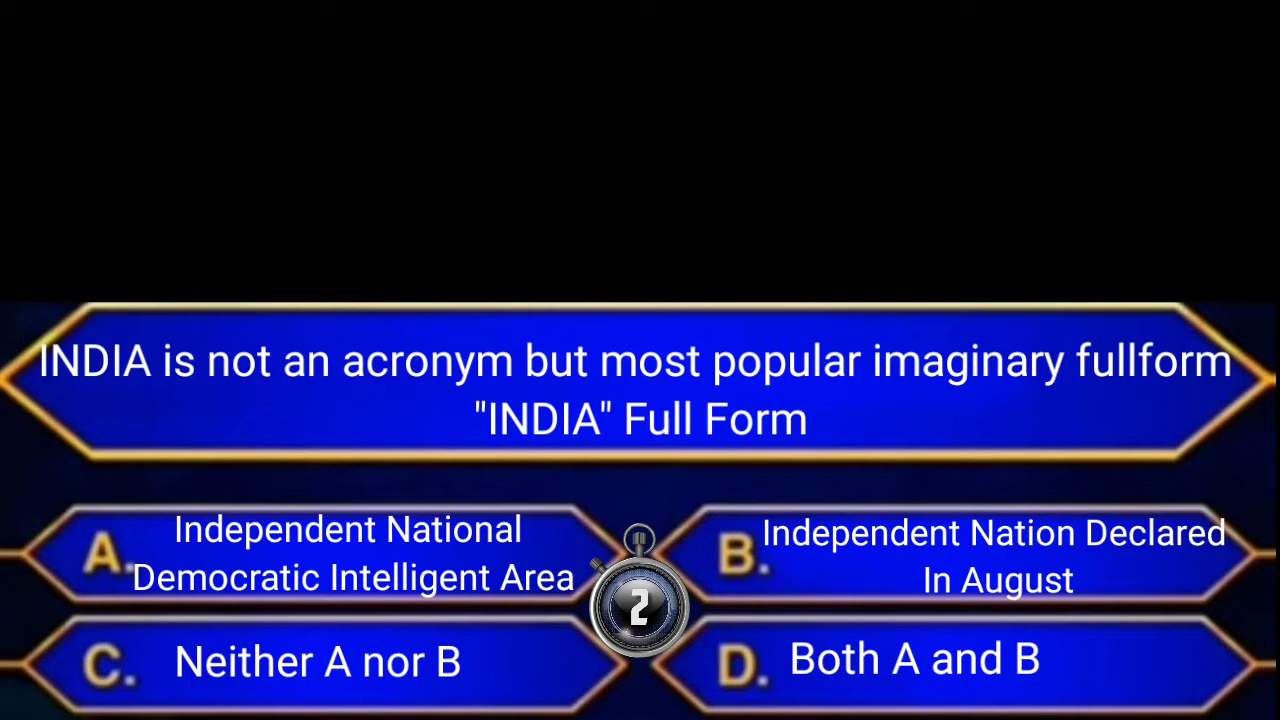 INDIA is not an acronym but most popular imaginary fullform
"INDIA" Full Form
A. Independent National
Democratic Intelligent Area
B. Independent Nation Declared
In August
2
C. Neither A nor B
D. Both A and B